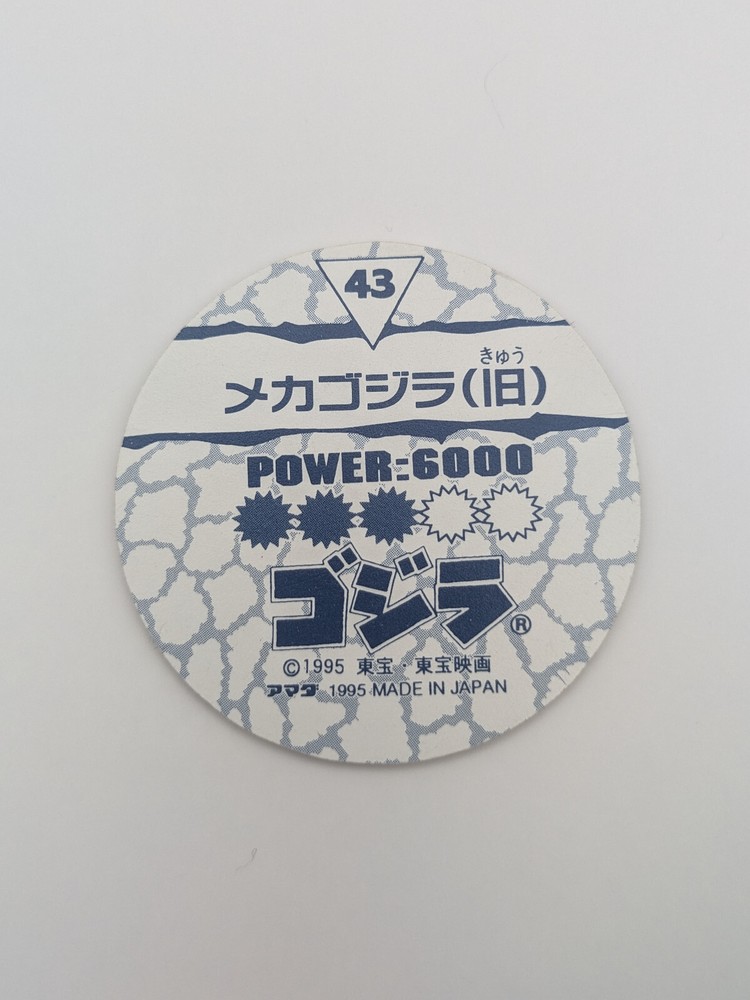 43
きゅう
メカゴジラ(旧)
POWER:6000
ゴジラ®
©1995 東宝・東宝映画
アマダ 1995 MADE IN JAPAN